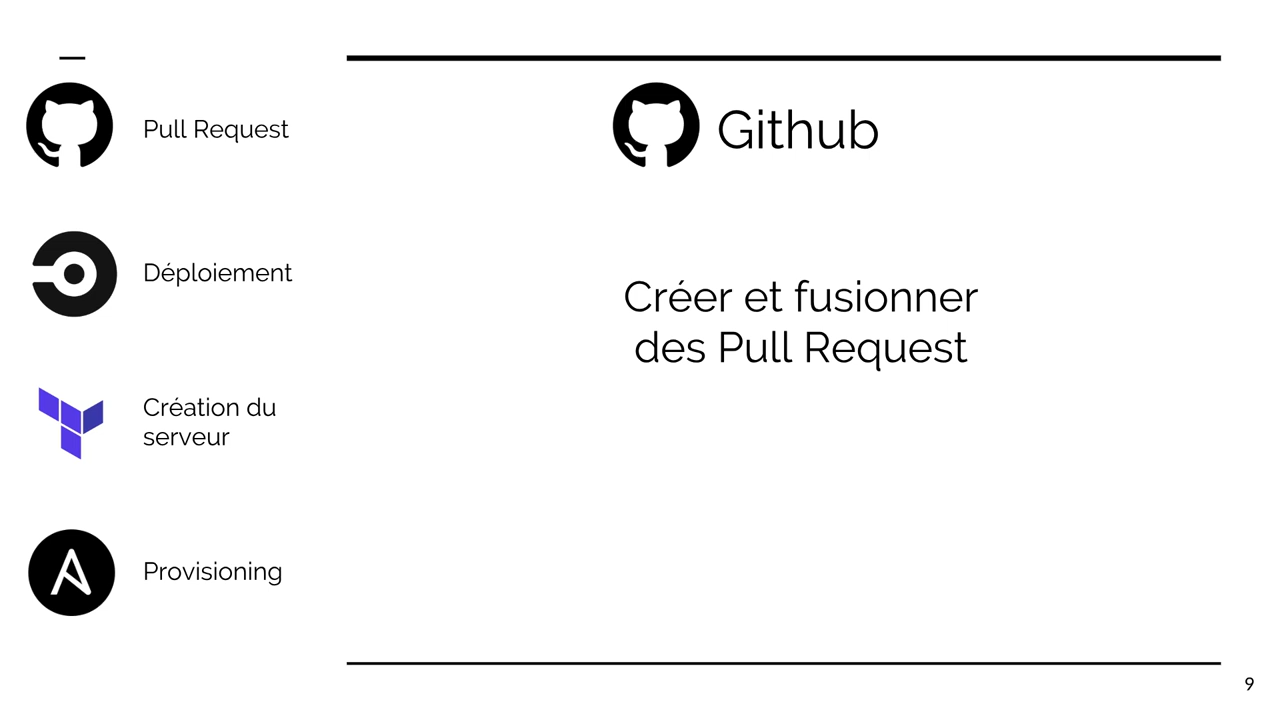 Pull Request
Déploiement
Création du
serveur
Provisioning
Github
Créer et fusionner
des Pull Request
9